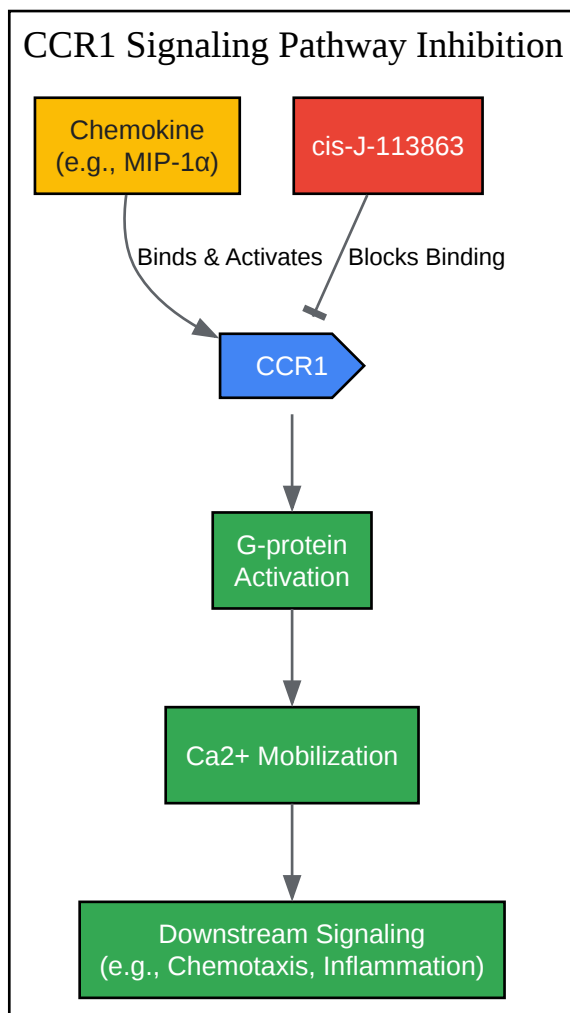 CCR1 Signaling Pathway Inhibition
Chemokine
(e.g., MIP-1α)
cis-J-113863
Binds & Activates
Blocks Binding
CCR1
G-protein
Activation
Ca2+ Mobilization
Downstream Signaling
(e.g., Chemotaxis, Inflammation)